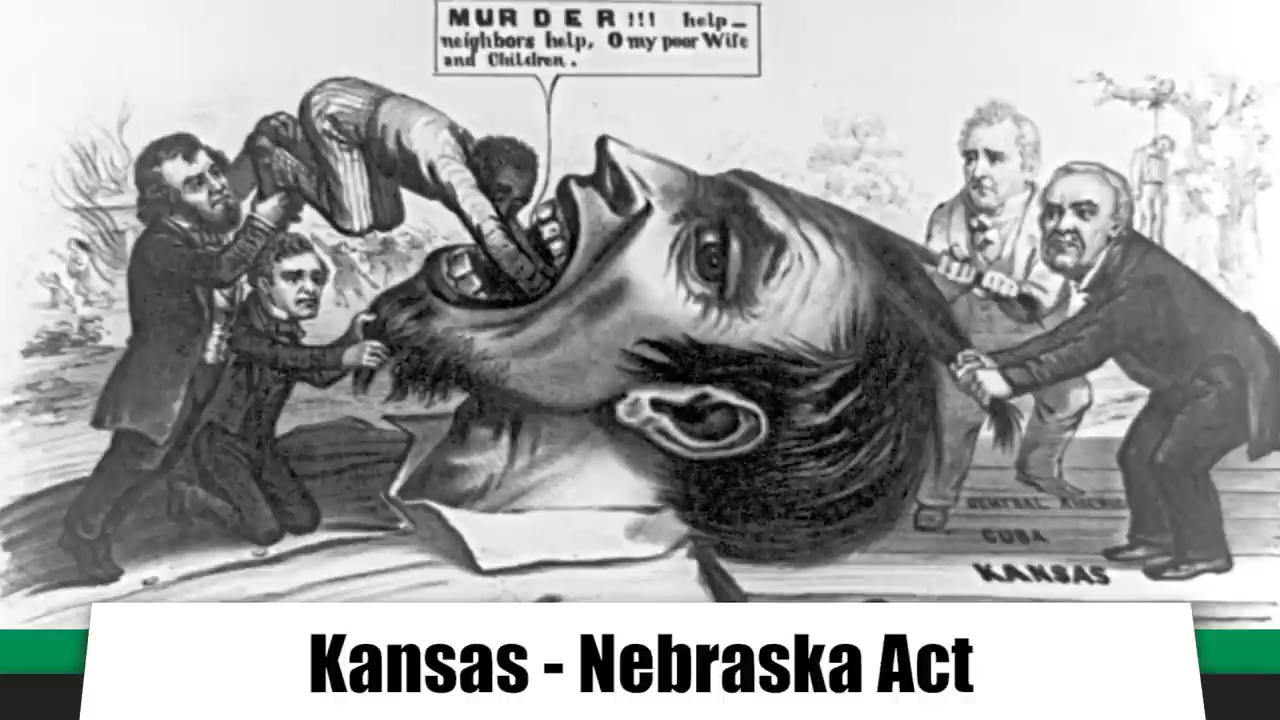 MURDER!!! help_
neighbors help, O my poor Wife
and Children.
CENTRAL AMERICA
CUBA
KANSAS
Kansas - Nebraska Act